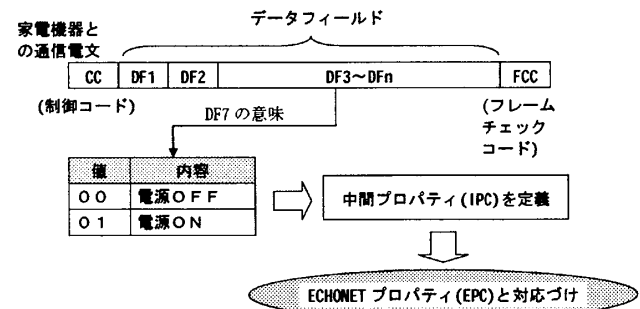 データフィールド
家電機器と
の通信電文
CC DF1 DF2 DF3～DFn FCC
(制御コード)
DF7 の意味
(フレーム
チェック
コード)
値 内容
００ 電源ＯＦＦ
０１ 電源ＯＮ
中間プロパティ(IPC)を定義
ECHONET プロパティ(EPC)と対応づけ